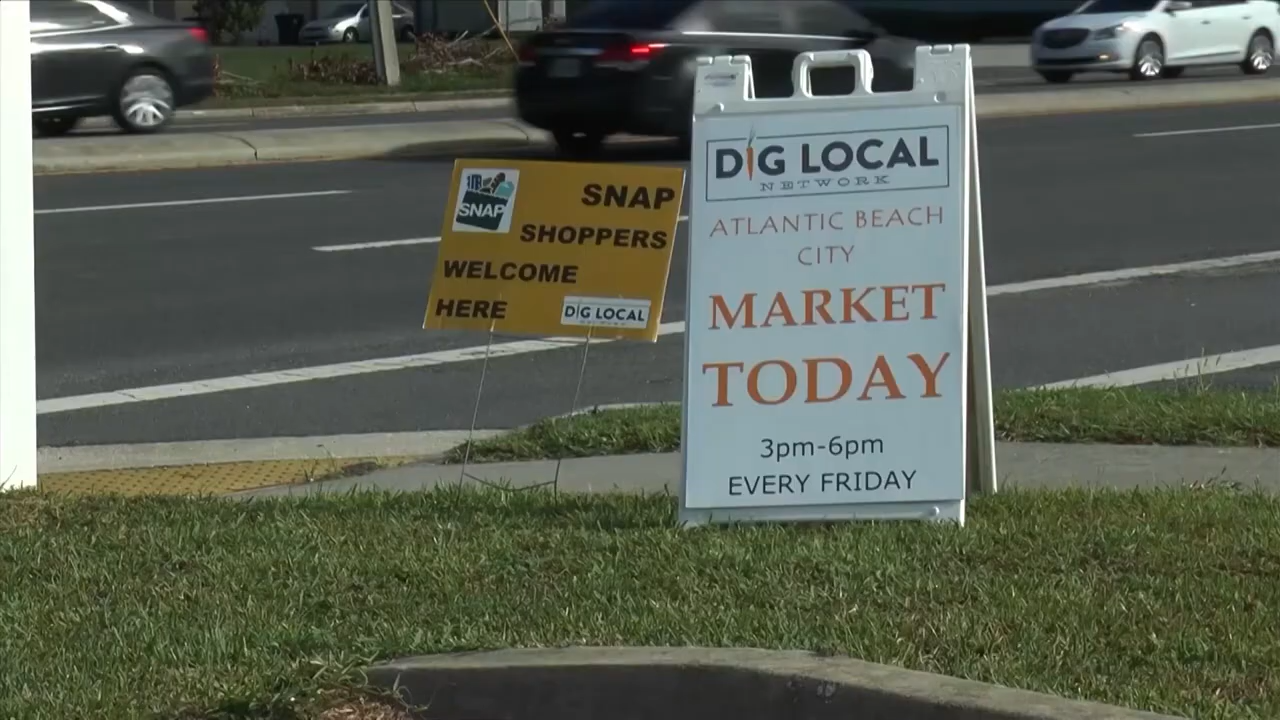 SNAP
SNAP
SHOPPERS
WELCOME
HERE
DIG LOCAL
DIG LOCAL
NETWORK
ATLANTIC BEACH
CITY
MARKET
TODAY
3pm-6pm
EVERY FRIDAY